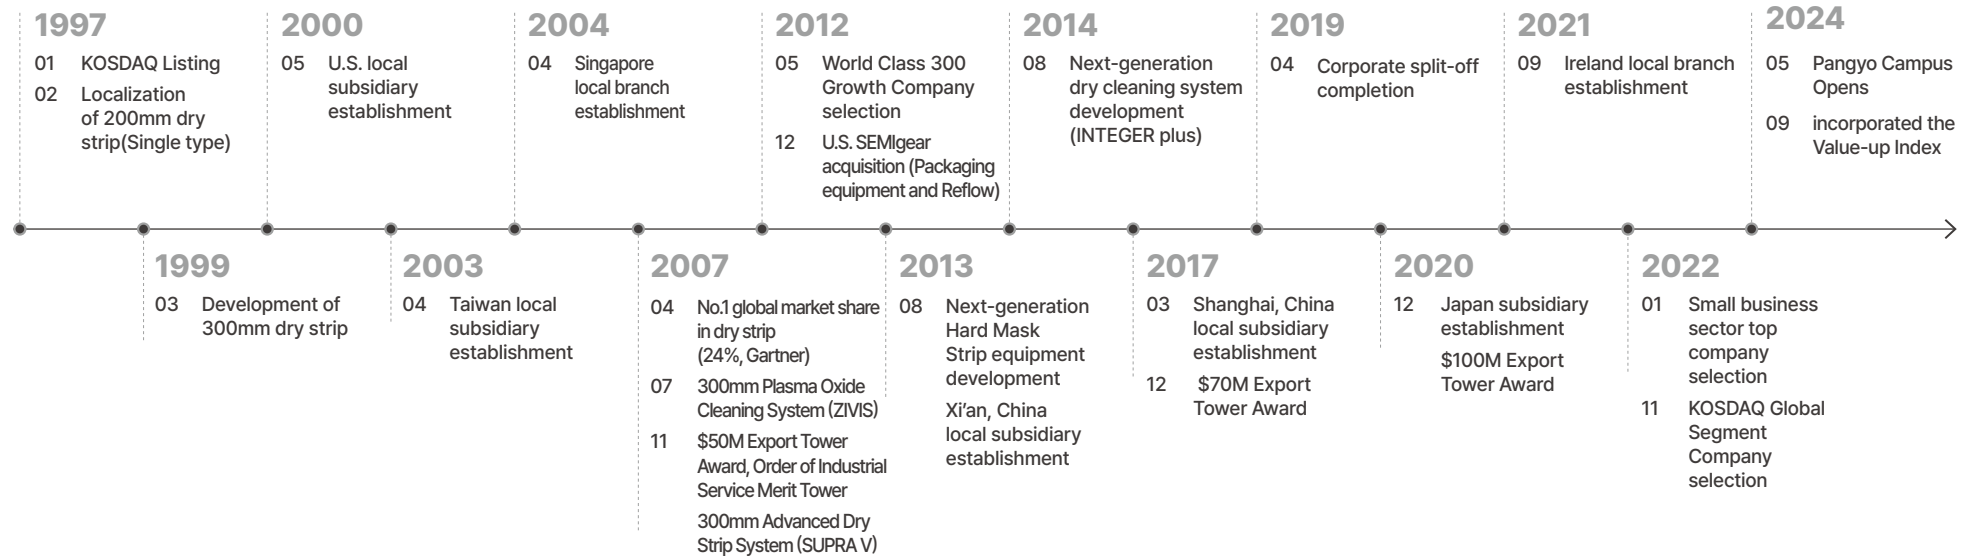 1997
01 KOSDAQ Listing
02 Localization
of 200mm dry
strip(Single type)
1999
03 Development of
300mm dry strip
2000
05 U.S. local
subsidiary
establishment
2003
04 Taiwan local
subsidiary
establishment
2004
04 Singapore
local branch
establishment
2007
04 No.1 global market share
in dry strip
(24%, Gartner)
07 300mm Plasma Oxide
Cleaning System (ZIVIS)
11 $50M Export Tower
Award, Order of Industrial
Service Merit Tower
300mm Advanced Dry
Strip System (SUPRA V)
2012
05 World Class 300
Growth Company
selection
12 U.S. SEMIgear
acquisition (Packaging
equipment and Reflow)
2013
08 Next-generation
Hard Mask
Strip equipment
development
Xi’an, China
local subsidiary
establishment
2014
08 Next-generation
dry cleaning system
development
(INTEGER plus)
2017
03 Shanghai, China
local subsidiary
establishment
12 $70M Export
Tower Award
2019
04 Corporate split-off
completion
2020
12 Japan subsidiary
establishment
$100M Export
Tower Award
2021
09 Ireland local branch
establishment
2022
01 Small business
sector top
company
selection
11 KOSDAQ Global
Segment
Company
selection
2024
05 Pangyo Campus
Opens
09 incorporated the
Value-up Index